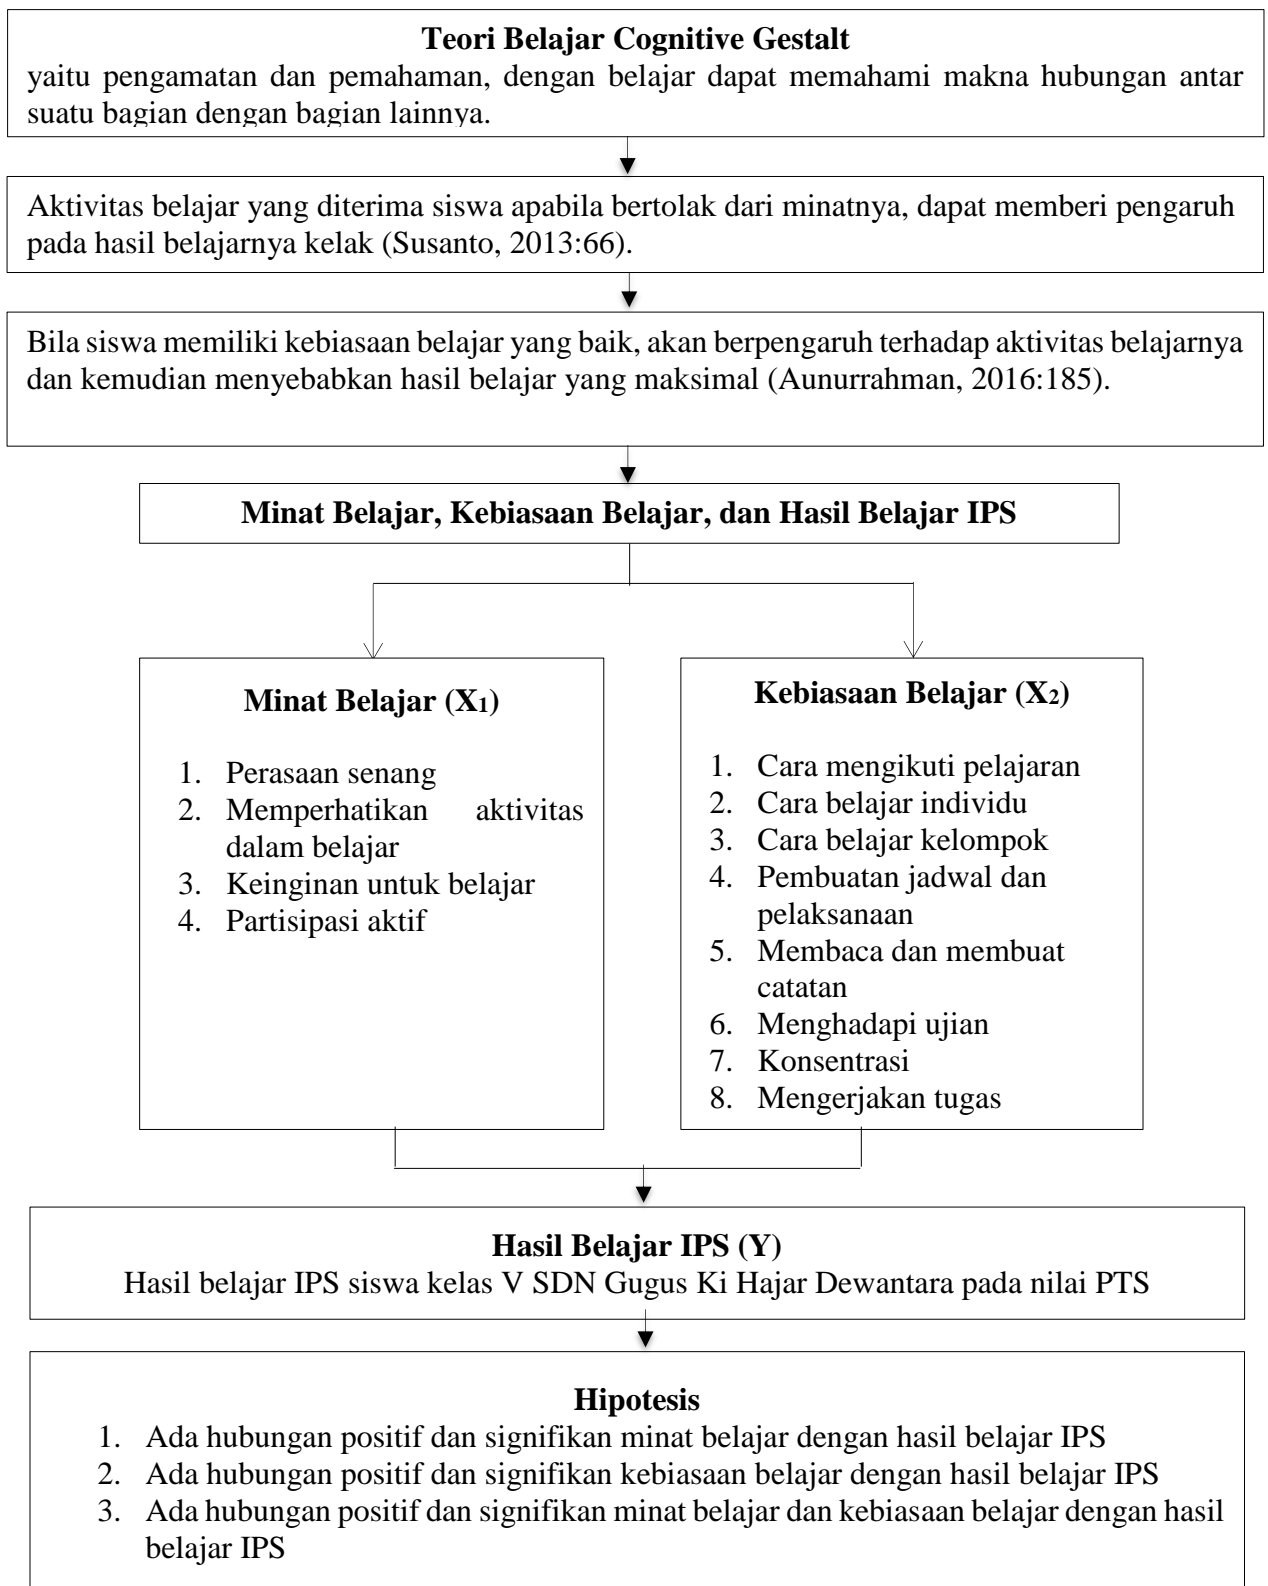 Teori Belajar Cognitive Gestalt
yaitu pengamatan dan pemahaman, dengan belajar dapat memahami makna hubungan antar
suatu bagian dengan bagian lainnya.
Aktivitas belajar yang diterima siswa apabila bertolak dari minatnya, dapat memberi pengaruh
pada hasil belajarnya kelak (Susanto, 2013:66).
Bila siswa memiliki kebiasaan belajar yang baik, akan berpengaruh terhadap aktivitas belajarnya
dan kemudian menyebabkan hasil belajar yang maksimal (Aunurrahman, 2016:185).
Minat Belajar, Kebiasaan Belajar, dan Hasil Belajar IPS
Minat Belajar (X1)
1. Perasaan senang
2. Memperhatikan aktivitas
dalam belajar
3. Keinginan untuk belajar
4. Partisipasi aktif
Kebiasaan Belajar (X2)
1. Cara mengikuti pelajaran
2. Cara belajar individu
3. Cara belajar kelompok
4. Pembuatan jadwal dan
pelaksanaan
5. Membaca dan membuat
catatan
6. Menghadapi ujian
7. Konsentrasi
8. Mengerjakan tugas
Hasil Belajar IPS (Y)
Hasil belajar IPS siswa kelas V SDN Gugus Ki Hajar Dewantara pada nilai PTS
Hipotesis
1. Ada hubungan positif dan signifikan minat belajar dengan hasil belajar IPS
2. Ada hubungan positif dan signifikan kebiasaan belajar dengan hasil belajar IPS
3. Ada hubungan positif dan signifikan minat belajar dan kebiasaan belajar dengan hasil
belajar IPS